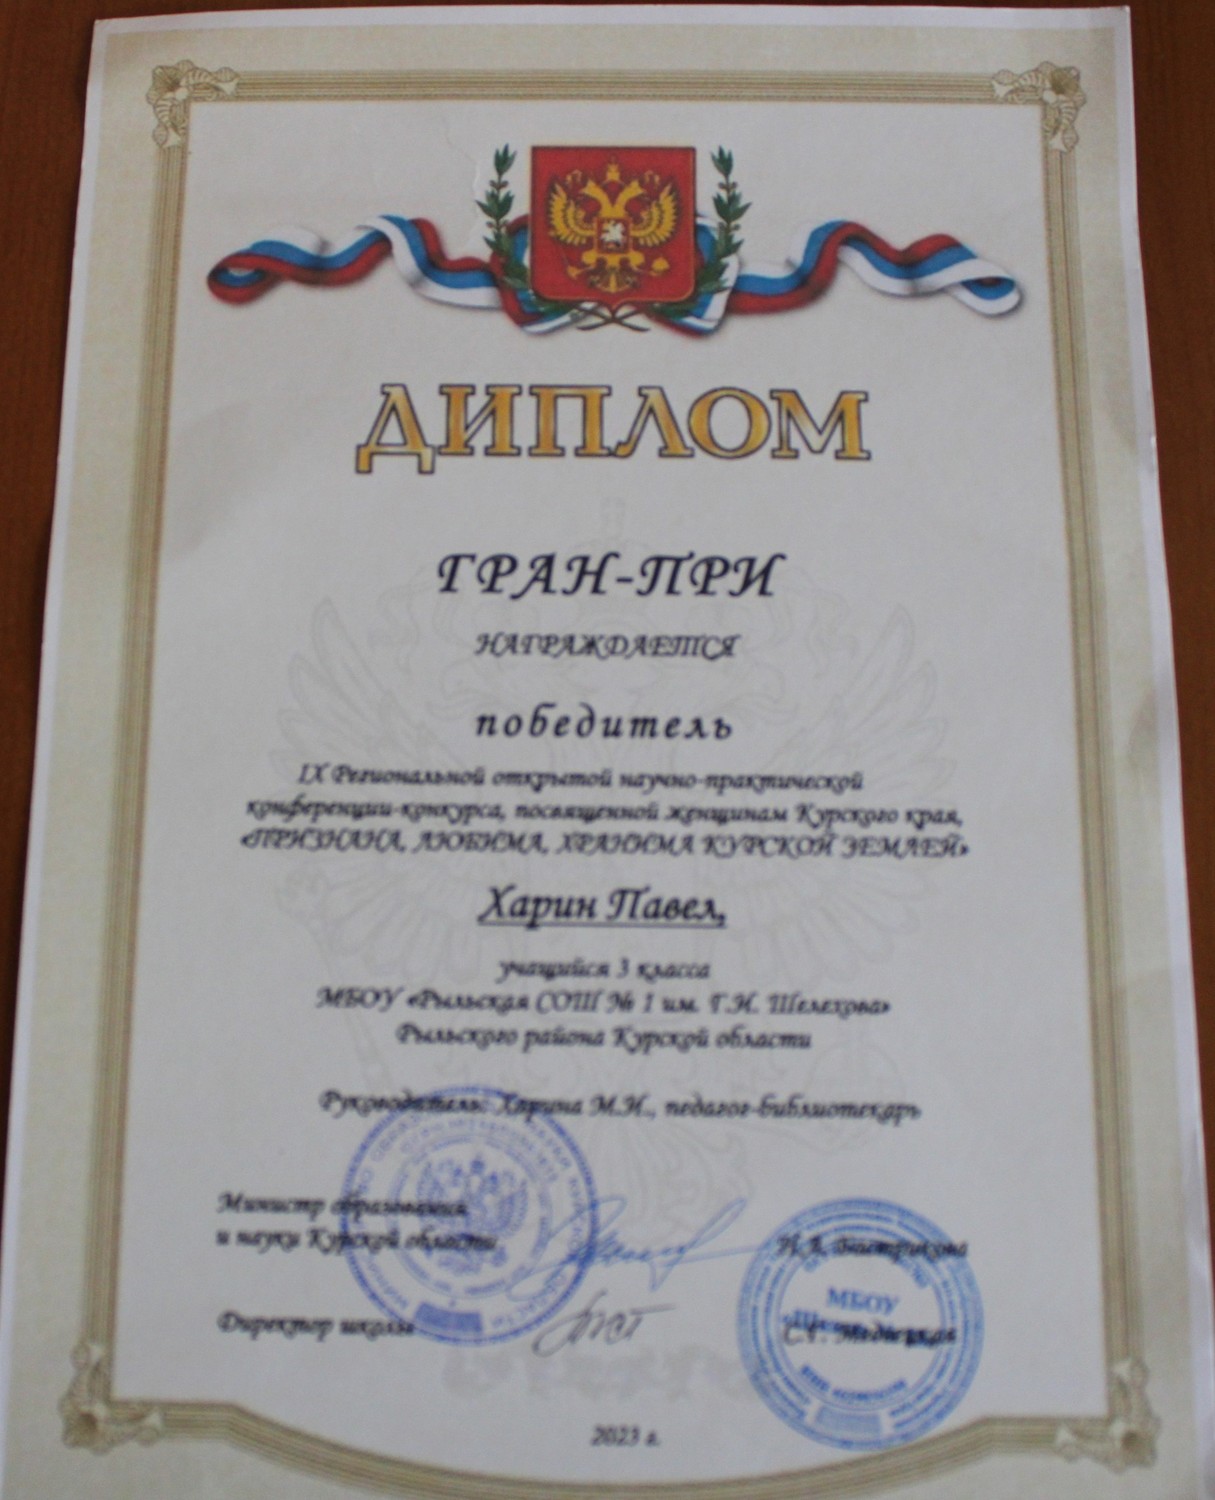 ДИПЛОМ
ГРАН-ПРИ
НАГРАЖДАЕТСЯ
победитель
IX Региональной открытой научно-практической
конференции-конкурса, посвященной женщинам Курского края,
«ПРИЗНАНА, ЛЮБИМА, ХРАНИМА КУРСКОЙ ЗЕМЛЕЙ»
Харин Павел,
учащийся 3 класса
МБОУ «Рыльская СОШ № 1 им. Г.И. Шелехова»
Рыльского района Курской области
Руководитель: Харина М.И., педагог-библиотекарь
Министр образования
и науки Курской области
Н.А. Бастрикова
Директор школы
МБОУ
2023 г.